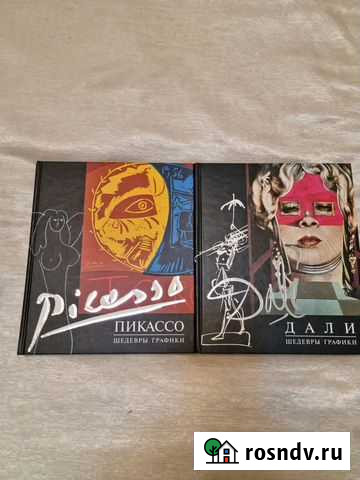 Picasso
ПИКАССО
ШЕДЕВРЫ ГРАФИКИ
Dalí
ДАЛИ
ШЕДЕВРЫ ГРАФИКИ
rosndv.ru